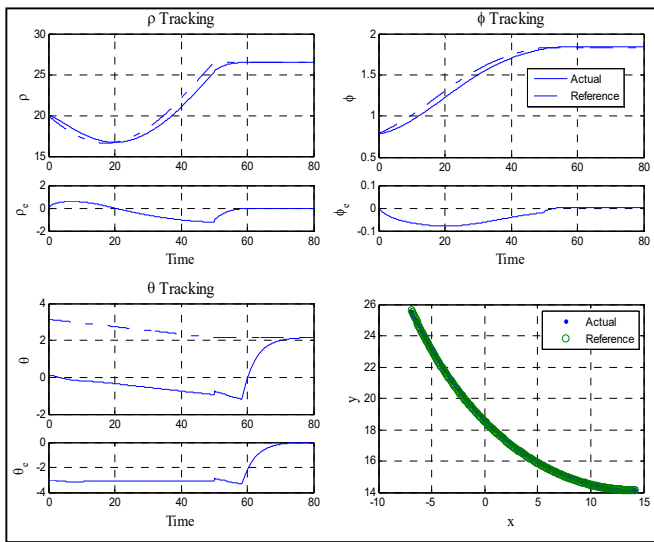 ρ Tracking
30
25
20
15
ρ
0 20 40 60 80
2
0
-2
ρe
0 20 40 60 80
Time
ϕ Tracking
2
1.5
1
0.5
ϕ
Actual
Reference
0 20 40 60 80
0.1
0
-0.1
ϕe
0 20 40 60 80
Time
θ Tracking
4
2
0
-2
θ
0 20 40 60 80
0
-2
-4
θe
0 20 40 60 80
Time
26
24
22
20
18
16
14
y
Actual
Reference
-10 -5 0 5 10 15
x